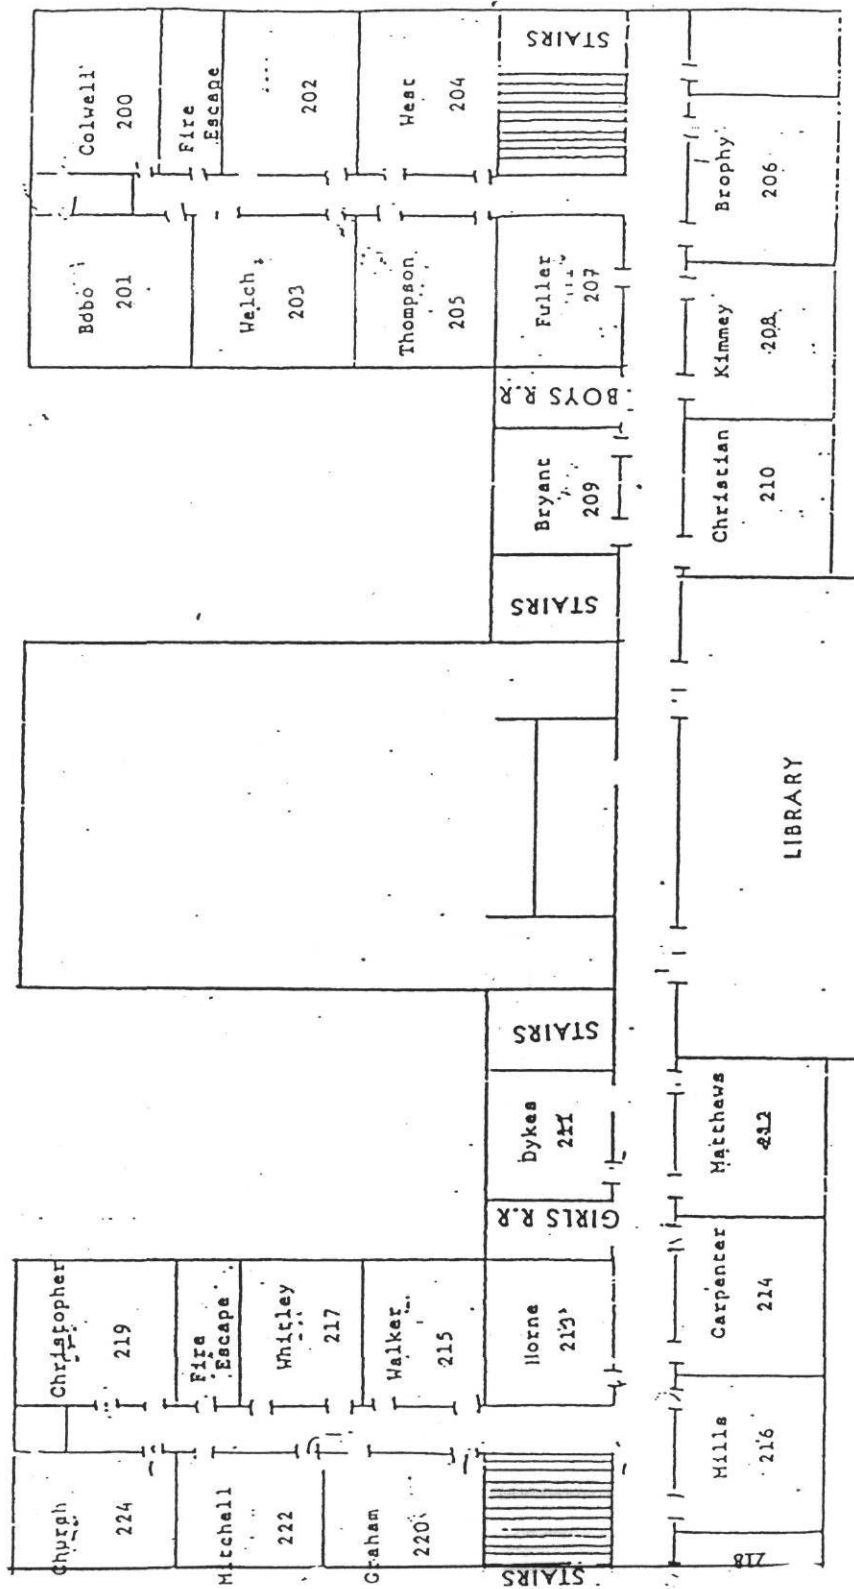 Church
224
Christopher
219
Bobo
201
Colwell
200
Fire
Escape
Fire
Escape
Mitchell
222
Whitley
217
Welch
203
202
Graham
220
Walker
215
Thompson
205
West
204
STAIRS
Horne
213
GIRLS R.R
Dykes
211
STAIRS
STAIRS
Bryant
209
BOYS R.R
Fuller
207
STAIRS
218
Mills
216
Carpenter
214
Matthews
212
LIBRARY
Christian
210
Kimmey
208
Brophy
206